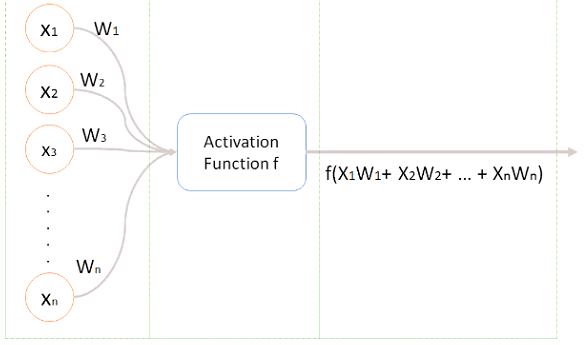 X1
W1
X2
W2
X3
W3
Activation
Function f
f(X1W1+ X2W2+ ... + XnWn)
.
.
.
.
.
Wn
Xn